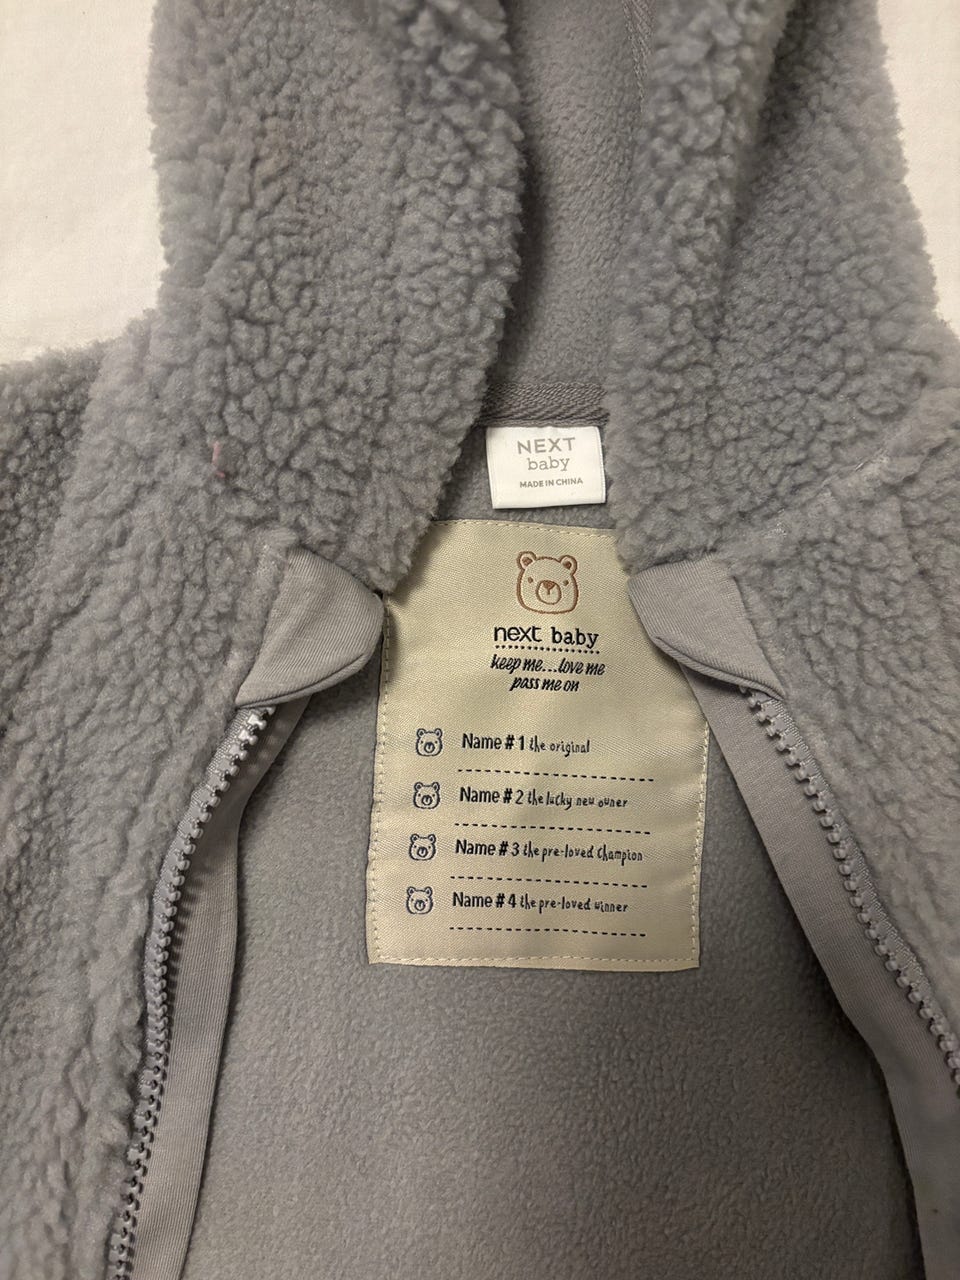 NEXT
baby
MADE IN CHINA
next baby
keep me...love me
pass me on
Name # 1 the original
Name # 2 the lucky new owner
Name # 3 the pre-loved Champion
Name # 4 the pre-loved winner